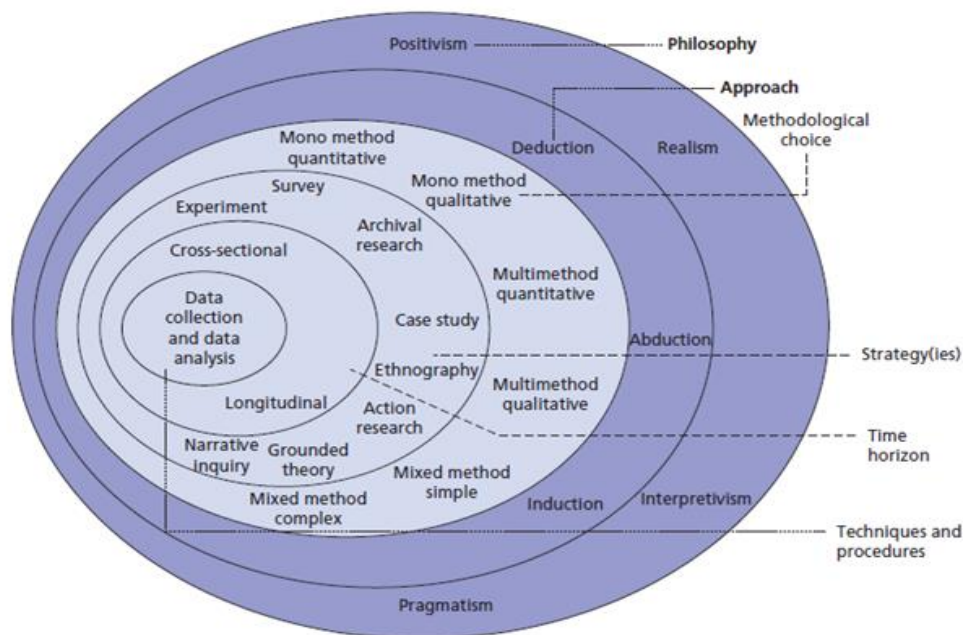 Positivism
Philosophy
Approach
Methodological
choice
Mono method
quantitative
Deduction
Realism
Survey
Mono method
qualitative
Experiment
Archival
research
Cross-sectional
Multimethod
quantitative
Data
collection
and data
analysis
Case study
Abduction
Strategy(ies)
Ethnography
Multimethod
qualitative
Longitudinal
Action
research
Time
horizon
Narrative
inquiry
Grounded
theory
Mixed method
simple
Mixed method
complex
Induction
Interpretivism
Techniques and
procedures
Pragmatism